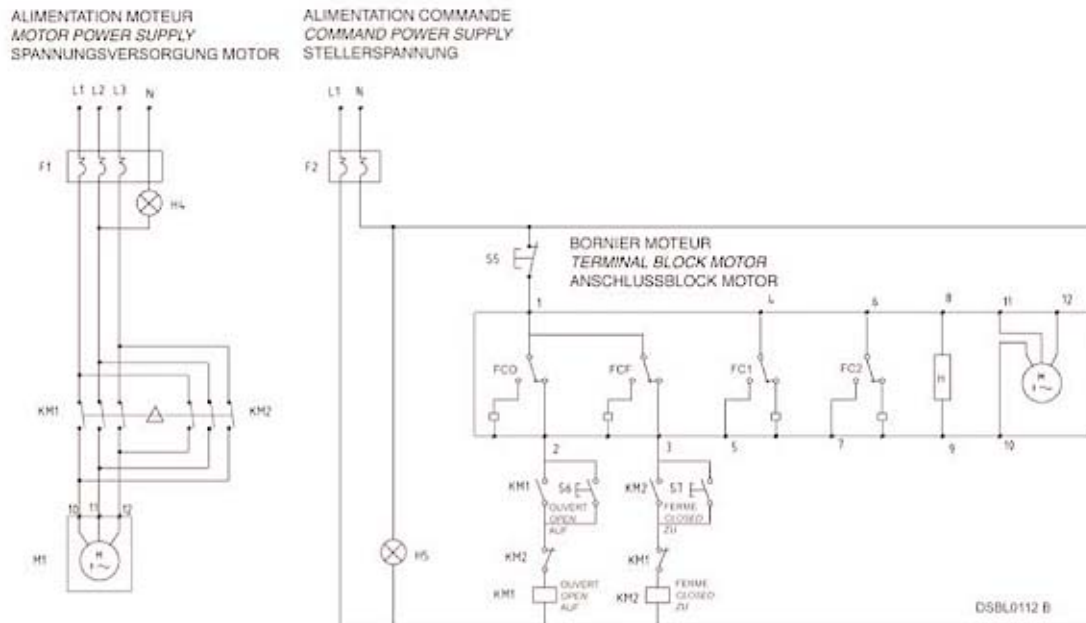 ALIMENTATION MOTEUR
MOTOR POWER SUPPLY
SPANNUNGSVERSORGUNG MOTOR
ALIMENTATION COMMANDE
COMMAND POWER SUPPLY
STELLERSPANNUNG
L1 L2 L3 N
L1 N
F1
F2
H4
S5
BORNIER MOTEUR
TERMINAL BLOCK MOTOR
ANSCHLUSSBLOCK MOTOR
1 4 6 8 11 12
FCO FCF FC1 FC2 H M
1~
KM1 KM2
2 3 5 7 9 10
KM1 S6 KM2 S7
OUVERT
OPEN
AUF
FERME
CLOSED
ZU
10 11 12
M1
M
1~
H5
KM2 KM1
KM1
OUVERT
OPEN
AUF
KM2
FERME
CLOSED
ZU
DSBL0112 B